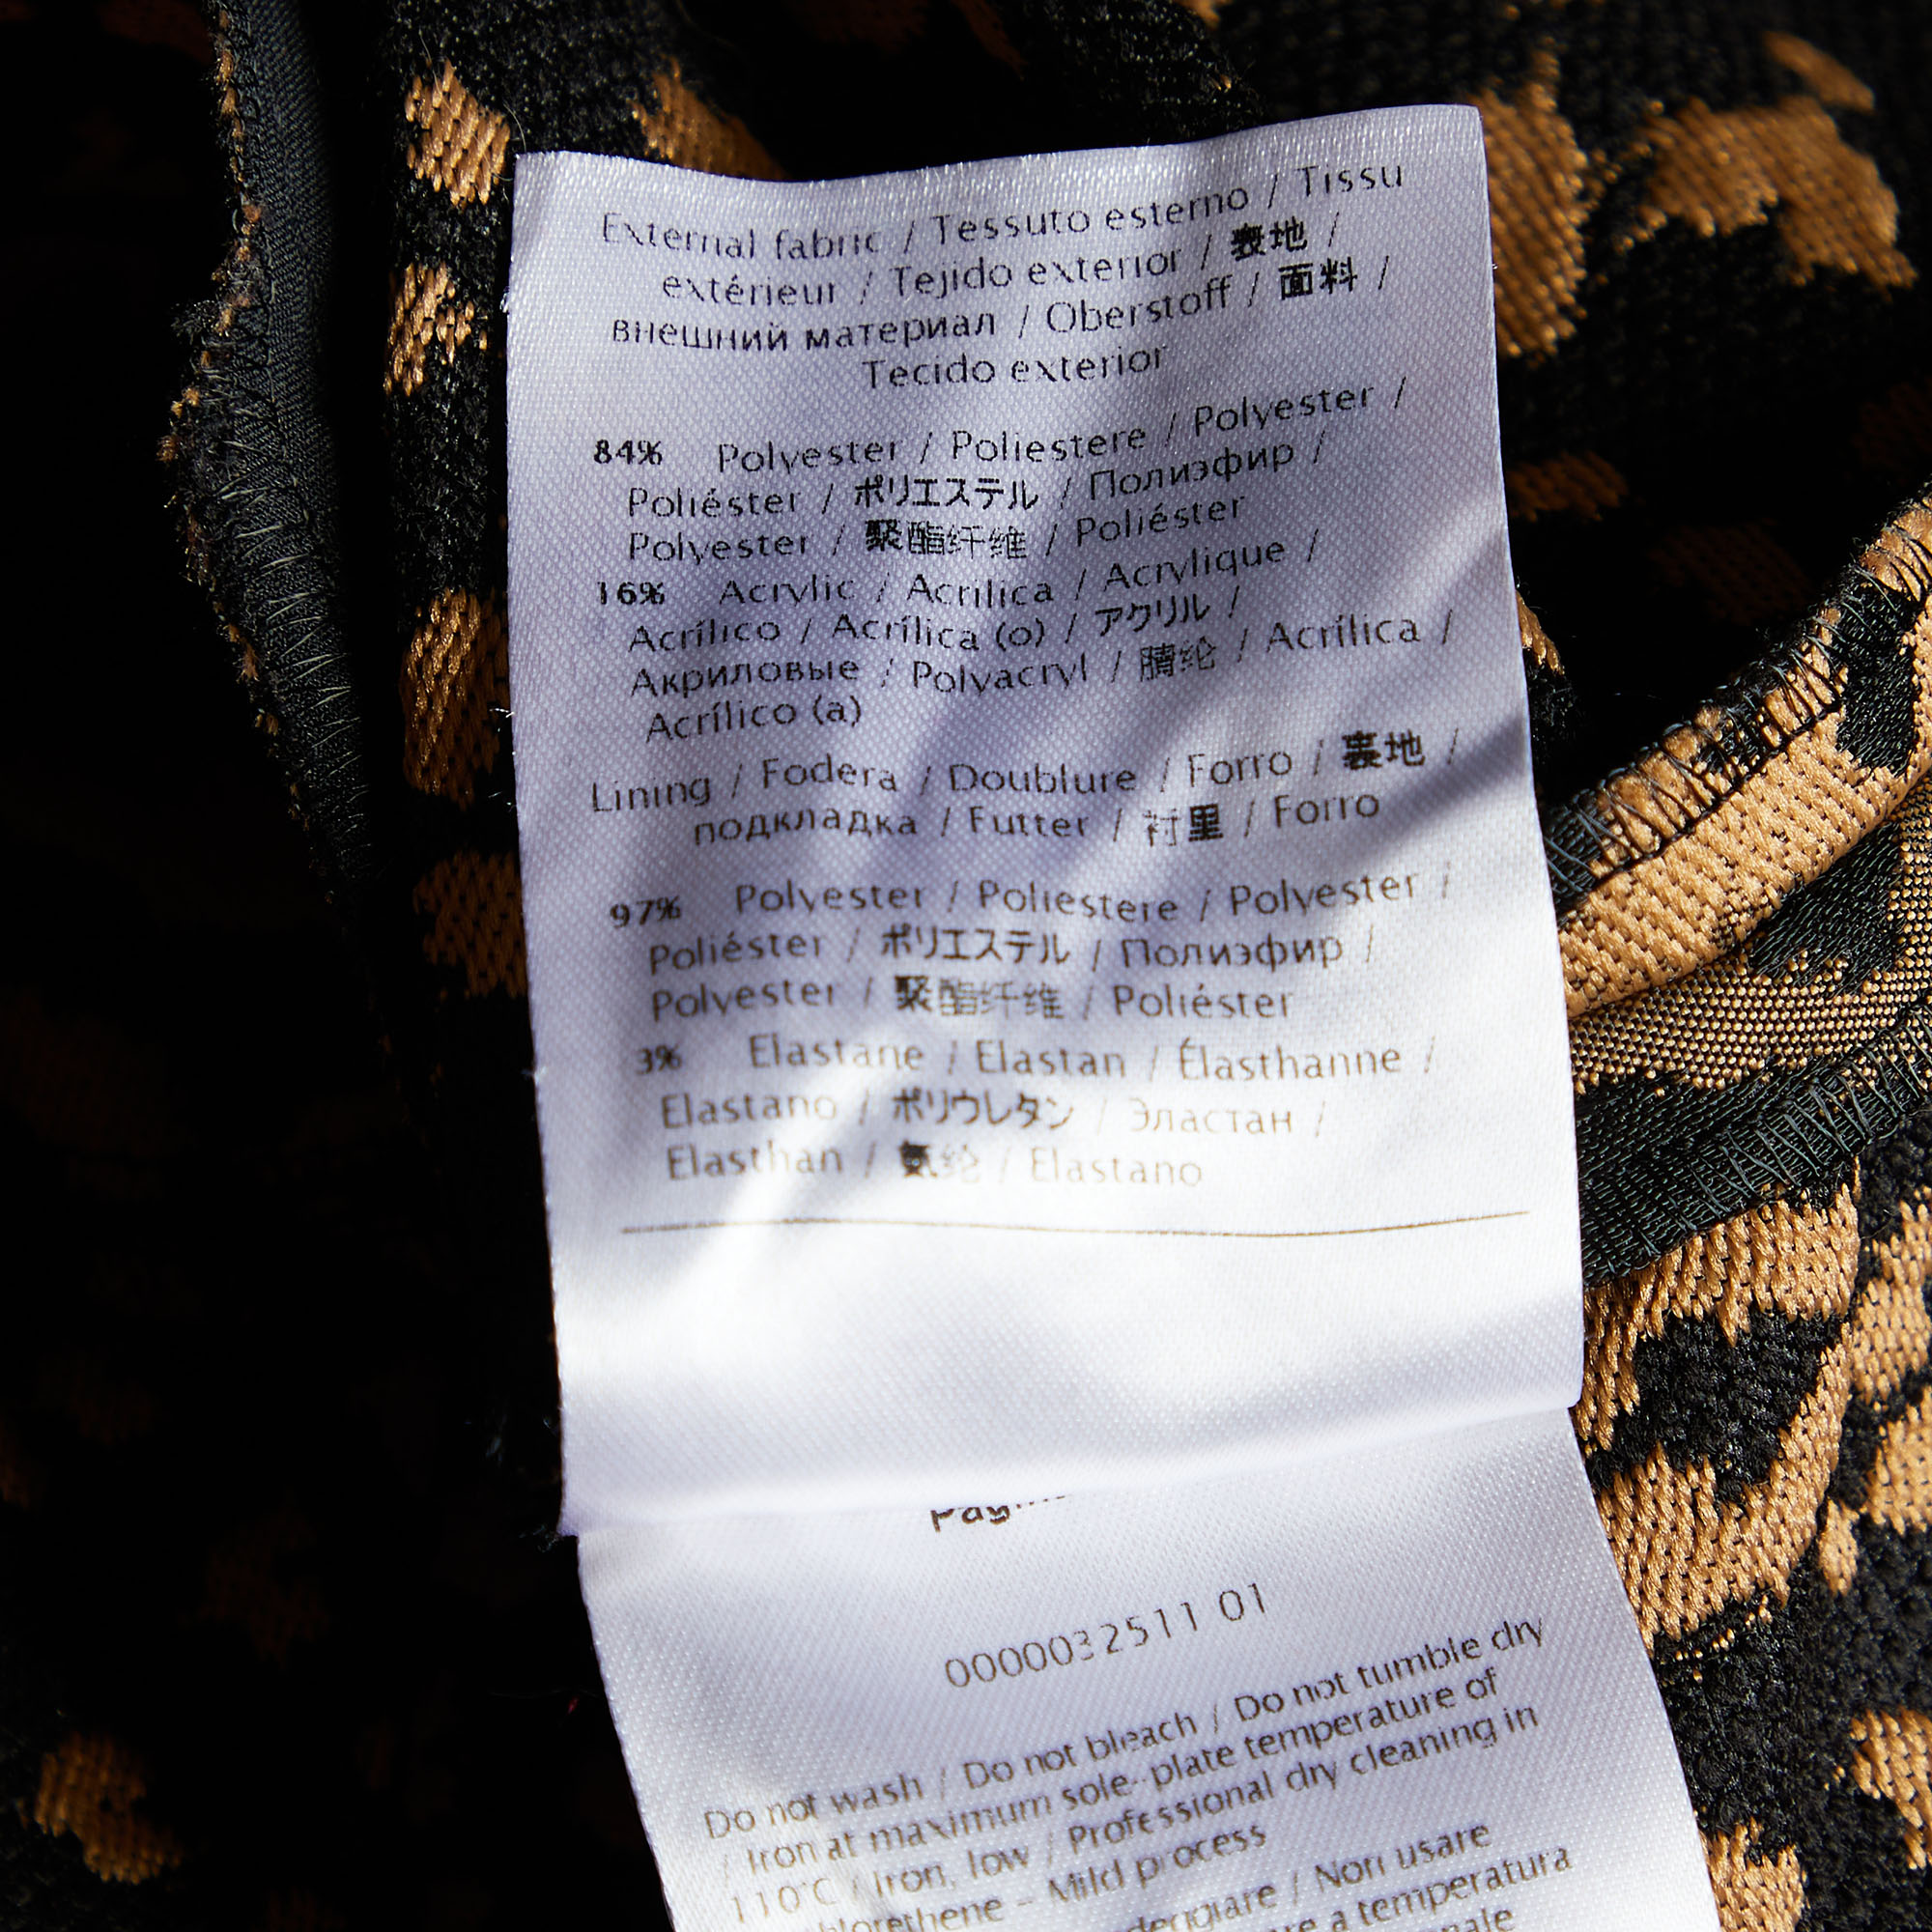 External fabric / Tessuto esterno / Tissu
extérieur / Tejido exterior / 表地 /
внешний материал / Oberstoff / 面料 /
Tecido exterior
84% Polyester / Poliestere / Polyester /
Poliéster / ポリエステル / Полиэфир /
Polyester / 聚酯纤维 / Poliéster
16% Acrylic / Acrilica / Acrylique /
Acrílico / Acrílica (o) / アクリル /
Акриловые / Polyacryl / 腈纶 / Acrílica /
Acrílico (a)
Lining / Fodera / Doublure / Forro / 裏地 /
подкладка / Futter / 衬里 / Forro
97% Polyester / Poliestere / Polyester /
Poliéster / ポリエステル / Полиэфир /
Polyester / 聚酯纤维 / Poliéster
3% Elastane / Elastan / Élasthanne /
Elastano / ポリウレタン / Эластан /
Elasthan / 氨纶 / Elastano
0000032511 01
Do not wash / Do not bleach / Do not tumble dry
/ Iron at maximum sole-plate temperature of
110°C / Iron, low / Professional dry cleaning in
– Mild process
/ Non usare
a temperatura